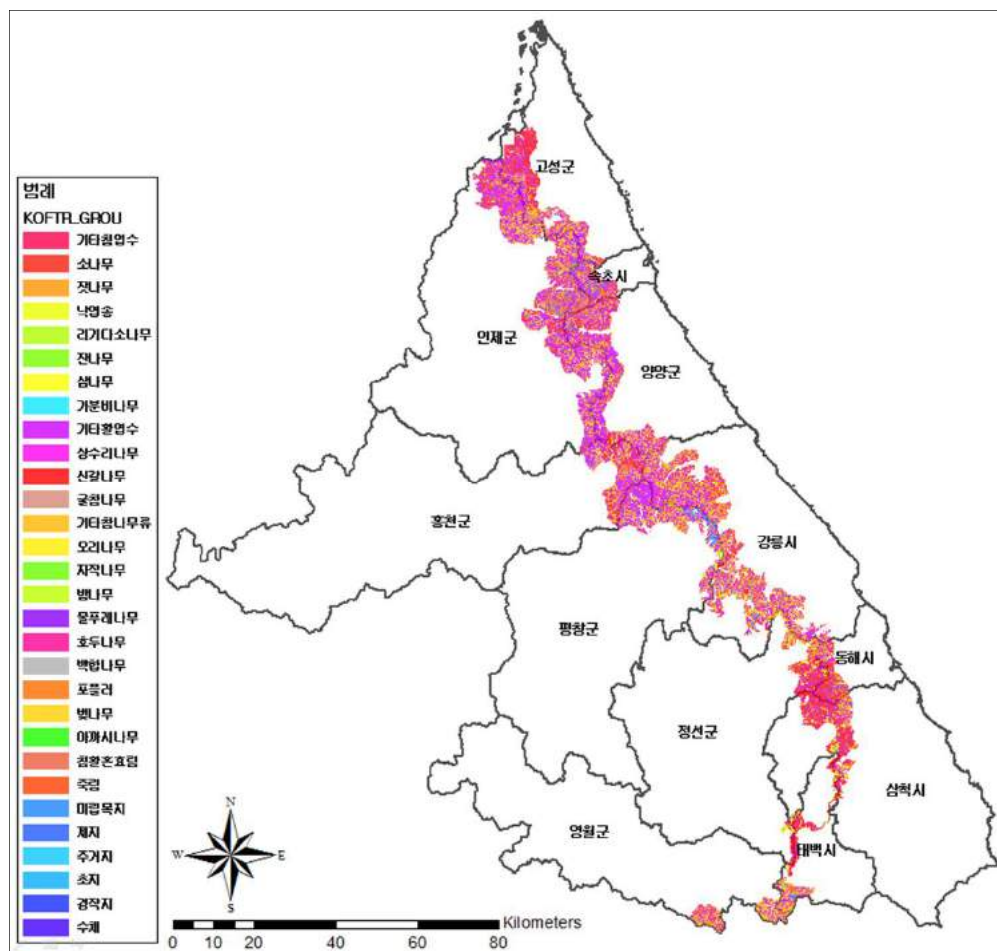 범례
KOFTR_GROU
기타침엽수
소나무
잣나무
낙엽송
리기다소나무
잔나무
삼나무
가분비나무
기타활엽수
상수리나무
신갈나무
굴참나무
기타참나무류
오리나무
자작나무
밤나무
물푸레나무
호두나무
백합나무
포플러
벚나무
아까시나무
침활혼효림
죽림
미립목지
제지
주거지
초지
경작지
수체
고성군
속초시
인제군
양양군
홍천군
강릉시
평창군
동해시
정선군
삼척시
영월군
태백시
N
W E
S
Kilometers
0 10 20 40 60 80